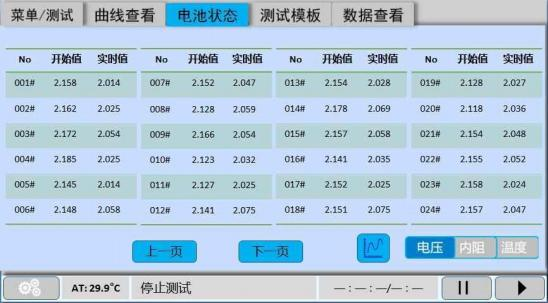 菜单/测试 曲线查看 电池状态 测试模板 数据查看
No 开始值 实时值 No 开始值 实时值 No 开始值 实时值 No 开始值 实时值
001# 2.158 2.014 007# 2.152 2.047 013# 2.154 2.028 019# 2.128 2.027
002# 2.162 2.025 008# 2.128 2.059 014# 2.178 2.069 020# 2.118 2.036
003# 2.172 2.054 009# 2.166 2.054 015# 2.157 2.058 021# 2.154 2.048
004# 2.185 2.025 010# 2.123 2.032 016# 2.141 2.035 022# 2.155 2.052
005# 2.145 2.014 011# 2.127 2.025 017# 2.152 2.025 023# 2.158 2.024
006# 2.148 2.058 012# 2.141 2.075 018# 2.151 2.075 024# 2.157 2.047
上一页 下一页 电压 内阻 温度
AT: 29.9°C 停止测试 — : — : —/— : —